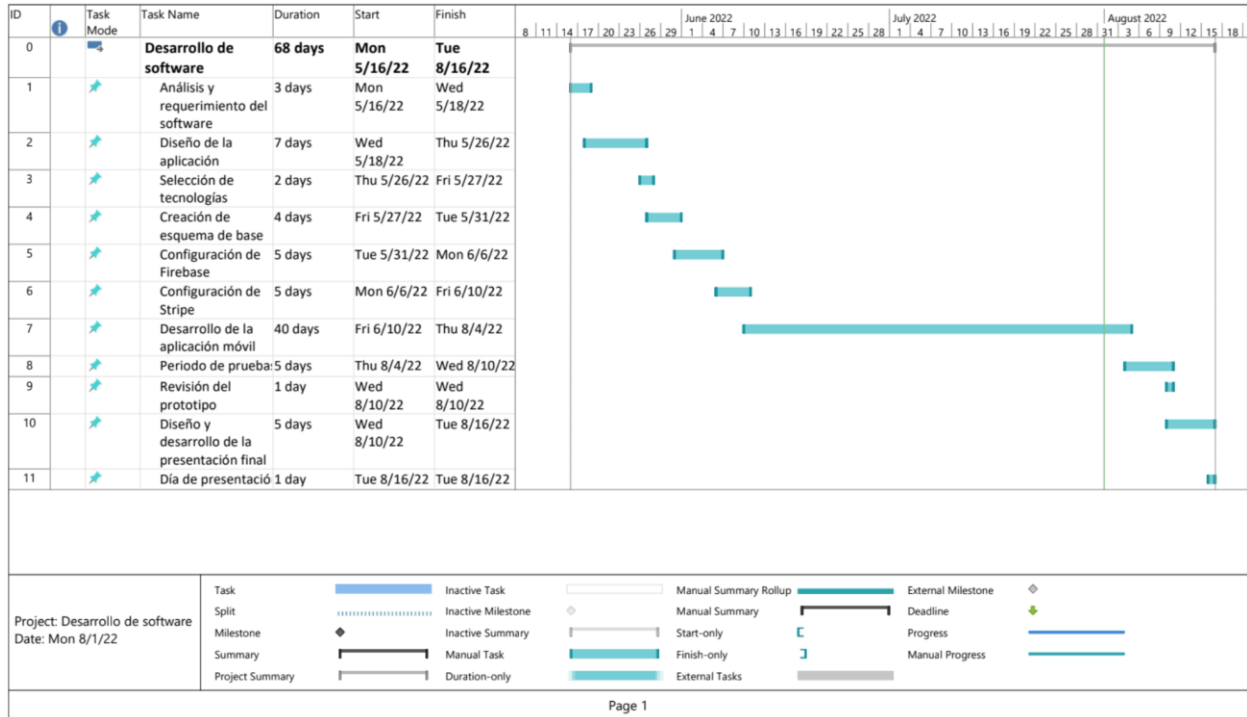 ID Task Mode Task Name Duration Start Finish
June 2022 July 2022 August 2022
8 11 14 17 20 23 26 29 1 4 7 10 13 16 19 22 25 28 1 4 7 10 13 16 19 22 25 28 31 3 6 9 12 15 18
0 Desarrollo de software 68 days Mon 5/16/22 Tue 8/16/22
1 Análisis y requerimiento del software 3 days Mon 5/16/22 Wed 5/18/22
2 Diseño de la aplicación 7 days Wed 5/18/22 Thu 5/26/22
3 Selección de tecnologías 2 days Thu 5/26/22 Fri 5/27/22
4 Creación de esquema de base 4 days Fri 5/27/22 Tue 5/31/22
5 Configuración de Firebase 5 days Tue 5/31/22 Mon 6/6/22
6 Configuración de Stripe 5 days Mon 6/6/22 Fri 6/10/22
7 Desarrollo de la aplicación móvil 40 days Fri 6/10/22 Thu 8/4/22
8 Periodo de prueba: 5 days Thu 8/4/22 Wed 8/10/22
9 Revisión del prototipo 1 day Wed 8/10/22 Wed 8/10/22
10 Diseño y desarrollo de la presentación final 5 days Wed 8/10/22 Tue 8/16/22
11 Día de presentació 1 day Tue 8/16/22 Tue 8/16/22
Project: Desarrollo de software
Date: Mon 8/1/22
Task
Split
Milestone
Summary
Project Summary
Inactive Task
Inactive Milestone
Inactive Summary
Manual Task
Duration-only
Manual Summary Rollup
Manual Summary
Start-only
Finish-only
External Tasks
External Milestone
Deadline
Progress
Manual Progress
Page 1